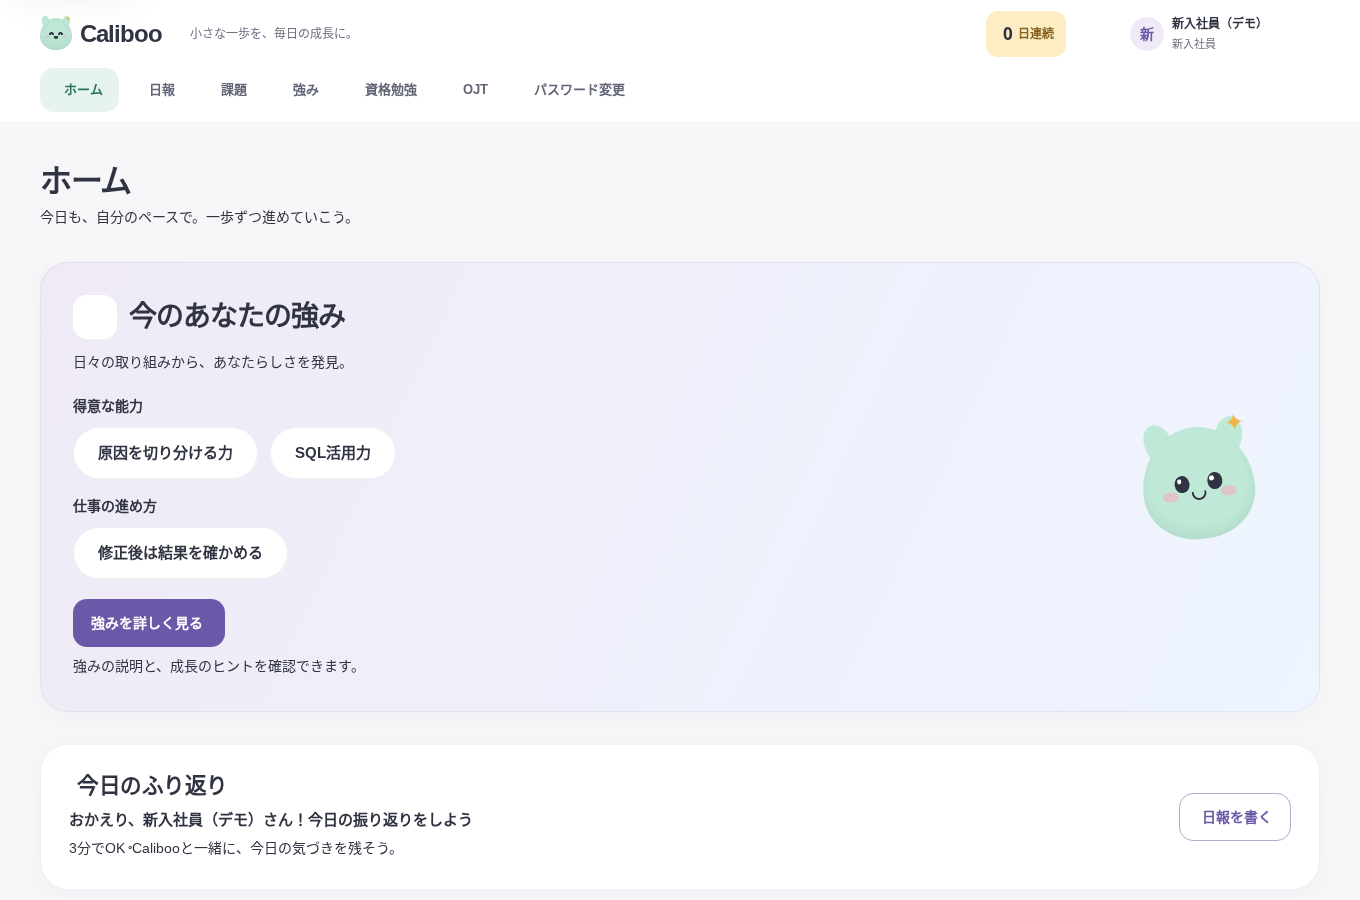 Caliboo
小さな一歩を、毎日の成長に。
0 日連続
新
新入社員（デモ）
新入社員
ホーム
日報
課題
強み
資格勉強
OJT
パスワード変更
ホーム
今日も、自分のペースで。一歩ずつ進めていこう。
今のあなたの強み
日々の取り組みから、あなたらしさを発見。
得意な能力
原因を切り分ける力
SQL活用力
仕事の進め方
修正後は結果を確かめる
強みを詳しく見る
強みの説明と、成長のヒントを確認できます。
今日のふり返り
おかえり、新入社員（デモ）さん！今日の振り返りをしよう
3分でOK。Calibooと一緒に、今日の気づきを残そう。
日報を書く